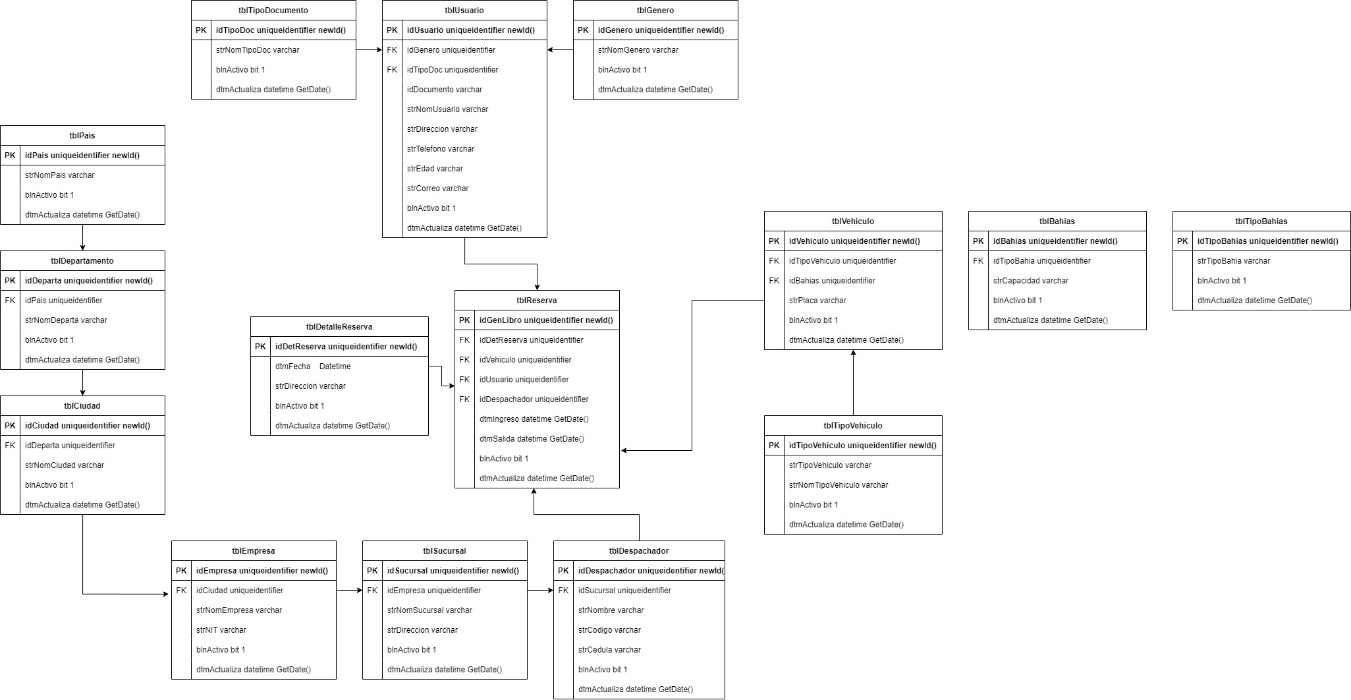 tblTipoDocumento
PK idTipoDoc uniqueidentifier newId()
strNomTipoDoc varchar
blnActivo bit 1
dtmActualiza datetime GetDate()
tblUsuario
PK idUsuario uniqueidentifier newId()
FK idGenero uniqueidentifier
FK idTipoDoc uniqueidentifier
idDocumento varchar
strNomUsuario varchar
strDireccion varchar
strTelefono varchar
strEdad varchar
strCorreo varchar
blnActivo bit 1
dtmActualiza datetime GetDate()
tblGenero
PK idGenero uniqueidentifier newId()
strNomGenero varchar
blnActivo bit 1
dtmActualiza datetime GetDate()
tblPais
PK idPais uniqueidentifier newId()
strNomPais varchar
blnActivo bit 1
dtmActualiza datetime GetDate()
tblDepartamento
PK idDeparta uniqueidentifier newId()
FK idPais uniqueidentifier
strNomDeparta varchar
blnActivo bit 1
dtmActualiza datetime GetDate()
tblCiudad
PK idCiudad uniqueidentifier newId()
FK idDeparta uniqueidentifier
strNomCiudad varchar
blnActivo bit 1
dtmActualiza datetime GetDate()
tblDetalleReserva
PK idDetReserva uniqueidentifier newId()
dtmFecha Datetime
strDireccion varchar
blnActivo bit 1
dtmActualiza datetime GetDate()
tblReserva
PK idGenLibro uniqueidentifier newId()
FK idDetReserva uniqueidentifier
FK idVehiculo uniqueidentifier
FK idUsuario uniqueidentifier
FK idDespachador uniqueidentifier
dtmIngreso datetime GetDate()
dtmSalida datetime GetDate()
blnActivo bit 1
dtmActualiza datetime GetDate()
tblVehiculo
PK idVehiculo uniqueidentifier newId()
FK idTipoVehiculo uniqueidentifier
FK idBahias uniqueidentifier
strPlaca varchar
blnActivo bit 1
dtmActualiza datetime GetDate()
tblBahias
PK idBahias uniqueidentifier newId()
FK idTipoBahia uniqueidentifier
strCapacidad varchar
blnActivo bit 1
dtmActualiza datetime GetDate()
tblTipoBahias
PK idTipoBahias uniqueidentifier newId()
strTipoBahia varchar
blnActivo bit 1
dtmActualiza datetime GetDate()
tblTipoVehiculo
PK idTipoVehiculo uniqueidentifier newId()
strTipoVehiculo varchar
strNomTipoVehiculo varchar
blnActivo bit 1
dtmActualiza datetime GetDate()
tblEmpresa
PK idEmpresa uniqueidentifier newId()
FK idCiudad uniqueidentifier
strNomEmpresa varchar
strNIT varchar
blnActivo bit 1
dtmActualiza datetime GetDate()
tblSucursal
PK idSucursal uniqueidentifier newId()
FK idEmpresa uniqueidentifier
strNomSucursal varchar
strDireccion varchar
blnActivo bit 1
dtmActualiza datetime GetDate()
tblDespachador
PK idDespachador uniqueidentifier newId(
FK idSucursal uniqueidentifier
strNombre varchar
strCodigo varchar
strCedula varchar
blnActivo bit 1
dtmActualiza datetime GetDate()